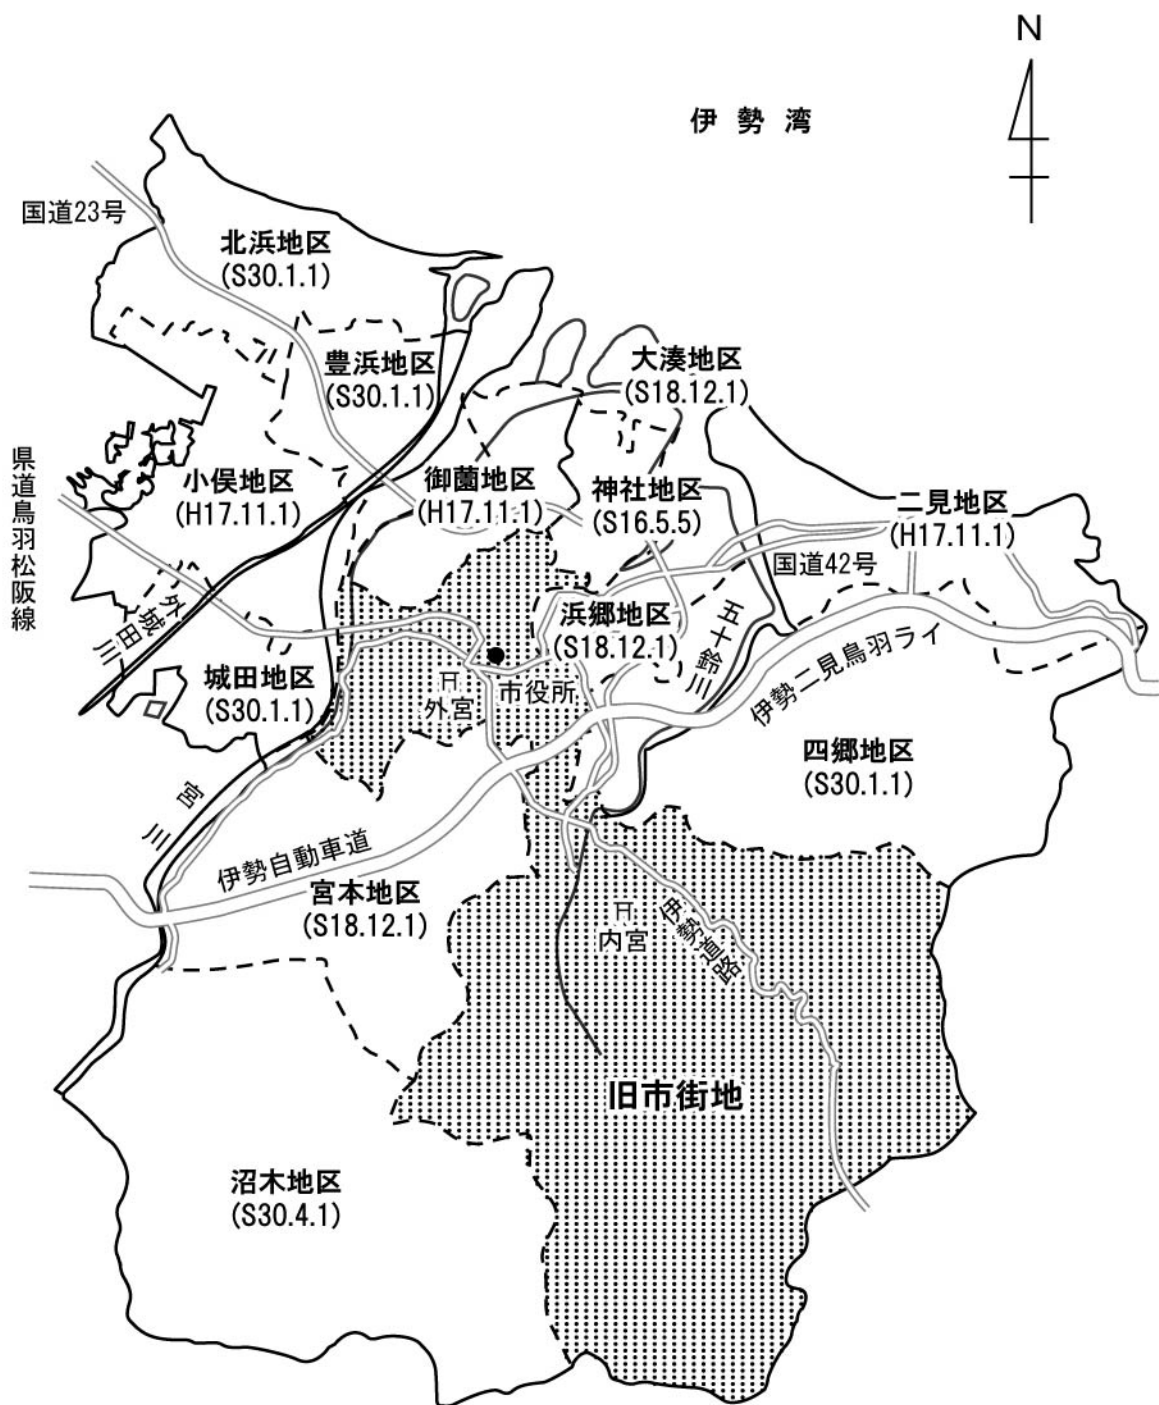 N
伊勢湾
国道23号
北浜地区
(S30.1.1)
豊浜地区
(S30.1.1)
大湊地区
(S18.12.1)
県道鳥羽松阪線
小俣地区
(H17.11.1)
御薗地区
(H17.11.1)
神社地区
(S16.5.5)
二見地区
(H17.11.1)
国道42号
外城田川
浜郷地区
(S18.12.1)
五十鈴川
伊勢二見鳥羽ライ
城田地区
(S30.1.1)
外宮
市役所
四郷地区
(S30.1.1)
宮川
伊勢自動車道
宮本地区
(S18.12.1)
内宮
伊勢道路
旧市街地
沼木地区
(S30.4.1)